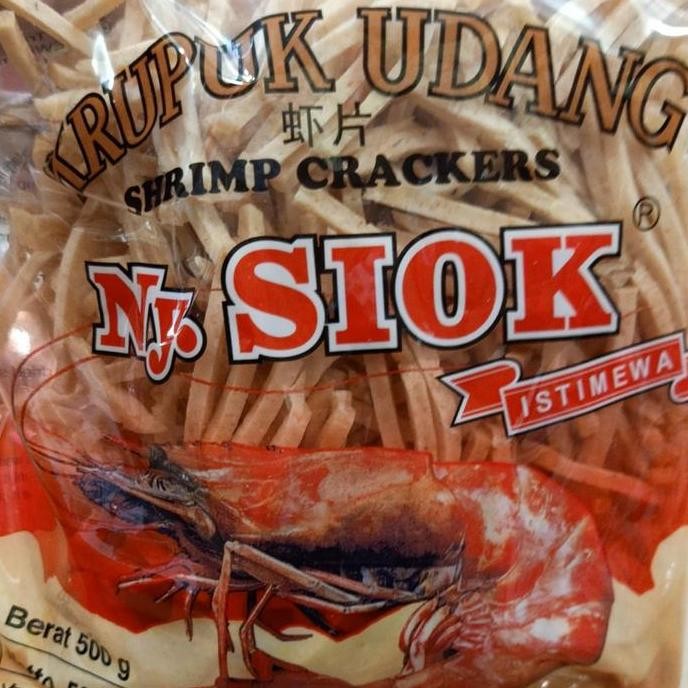 KRUPUK UDANG
虾片
SHRIMP CRACKERS
®
Nj. SIOK
ISTIMEWA
Berat 500 g